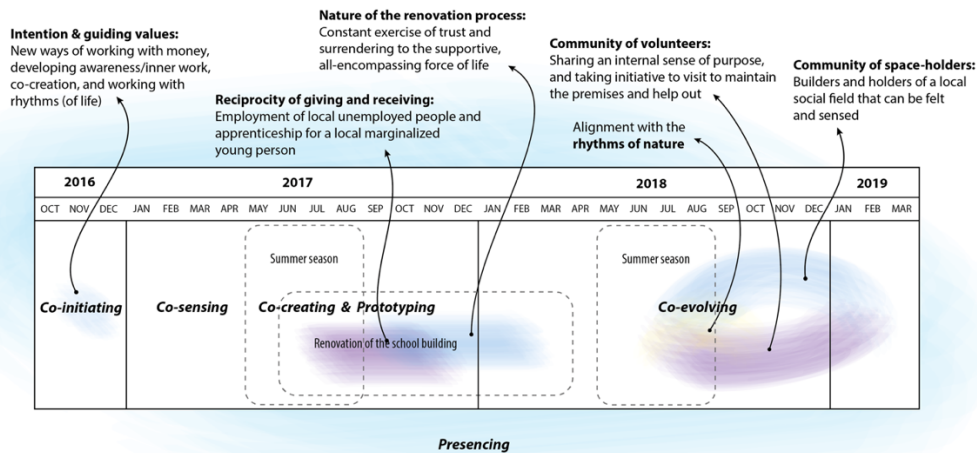 Intention & guiding values:
New ways of working with money,
developing awareness/inner work,
co-creation, and working with
rhythms (of life)
Nature of the renovation process:
Constant exercise of trust and
surrendering to the supportive,
all-encompassing force of life
Reciprocity of giving and receiving:
Employment of local unemployed people and
apprenticeship for a local marginalized
young person
Community of volunteers:
Sharing an internal sense of purpose,
and taking initiative to visit to maintain
the premises and help out
Alignment with the
rhythms of nature
Community of space-holders:
Builders and holders of a local
social field that can be felt
and sensed
2016 2017 2018 2019
OCT NOV DEC JAN FEB MAR APR MAY JUN JUL AUG SEP OCT NOV DEC JAN FEB MAR APR MAY JUN JUL AUG SEP OCT NOV DEC JAN FEB MAR
Summer season Summer season
Co-initiating Co-sensing Co-creating & Prototyping Co-evolving
Renovation of the school building
Presencing